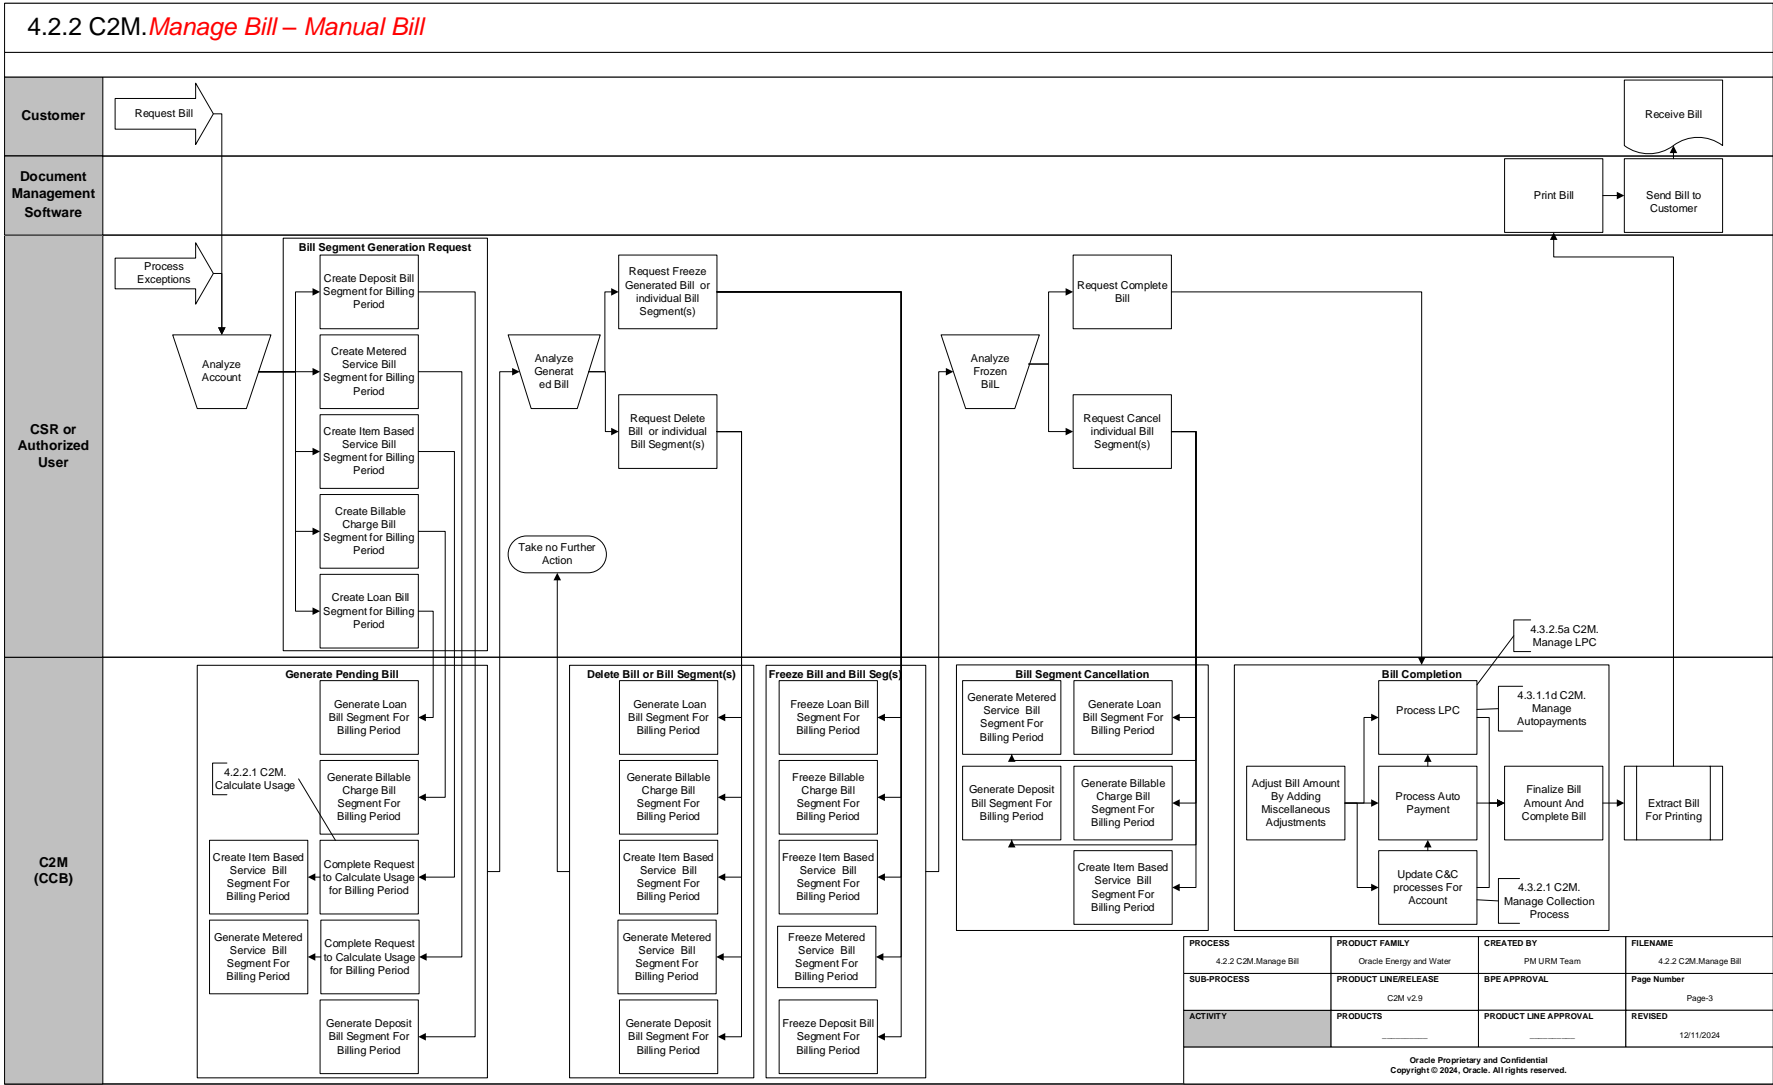 4.2.2 C2M.Manage Bill – Manual Bill
Customer
Request Bill
Receive Bill
Document
Management
Software
Print Bill
Send Bill to
Customer
CSR or
Authorized
User
Process
Exceptions
Analyze
Account
Bill Segment Generation Request
Create Deposit Bill
Segment for Billing
Period
Create Metered
Service Bill
Segment for Billing
Period
Create Item Based
Service Bill
Segment for Billing
Period
Create Billable
Charge Bill
Segment for Billing
Period
Create Loan Bill
Segment for Billing
Period
Analyze
Generat
ed Bill
Request Freeze
Generated Bill or
individual Bill
Segment(s)
Request Delete
Bill or individual
Bill Segment(s)
Take no Further
Action
Analyze
Frozen
BilL
Request Complete
Bill
Request Cancel
individual Bill
Segment(s)
C2M
(CCB)
Generate Pending Bill
Generate Loan
Bill Segment For
Billing Period
4.2.2.1 C2M.
Calculate Usage
Generate Billable
Charge Bill
Segment For
Billing Period
Create Item Based
Service Bill
Segment For
Billing Period
Complete Request
to Calculate Usage
for Billing Period
Generate Metered
Service Bill
Segment For
Billing Period
Complete Request
to Calculate Usage
for Billing Period
Generate Deposit
Bill Segment For
Billing Period
Delete Bill or Bill Segment(s)
Generate Loan
Bill Segment For
Billing Period
Generate Billable
Charge Bill
Segment For
Billing Period
Create Item Based
Service Bill
Segment For
Billing Period
Generate Metered
Service Bill
Segment For
Billing Period
Generate Deposit
Bill Segment For
Billing Period
Freeze Bill and Bill Seg(s)
Freeze Loan Bill
Segment For
Billing Period
Freeze Billable
Charge Bill
Segment For
Billing Period
Freeze Item Based
Service Bill
Segment For
Billing Period
Freeze Metered
Service Bill
Segment For
Billing Period
Freeze Deposit Bill
Segment For
Billing Period
Bill Segment Cancellation
Generate Metered
Service Bill
Segment For
Billing Period
Generate Loan
Bill Segment For
Billing Period
Generate Deposit
Bill Segment For
Billing Period
Generate Billable
Charge Bill
Segment For
Billing Period
Create Item Based
Service Bill
Segment For
Billing Period
Bill Completion
4.3.2.5a C2M.
Manage LPC
Process LPC
4.3.1.1d C2M.
Manage
Autopayments
Adjust Bill Amount
By Adding
Miscellaneous
Adjustments
Process Auto
Payment
Finalize Bill
Amount And
Complete Bill
Extract Bill
For Printing
Update C&C
processes For
Account
4.3.2.1 C2M.
Manage Collection
Process
PROCESS
4.2.2 C2M.Manage Bill
PRODUCT FAMILY
Oracle Energy and Water
CREATED BY
PM URM Team
FILENAME
4.2.2 C2M.Manage Bill
SUB-PROCESS
PRODUCT LINE/RELEASE
C2M v2.9
BPE APPROVAL
Page Number
Page-3
ACTIVITY
PRODUCTS
PRODUCT LINE APPROVAL
REVISED
12/11/2024
Oracle Proprietary and Confidential
Copyright © 2024, Oracle. All rights reserved.